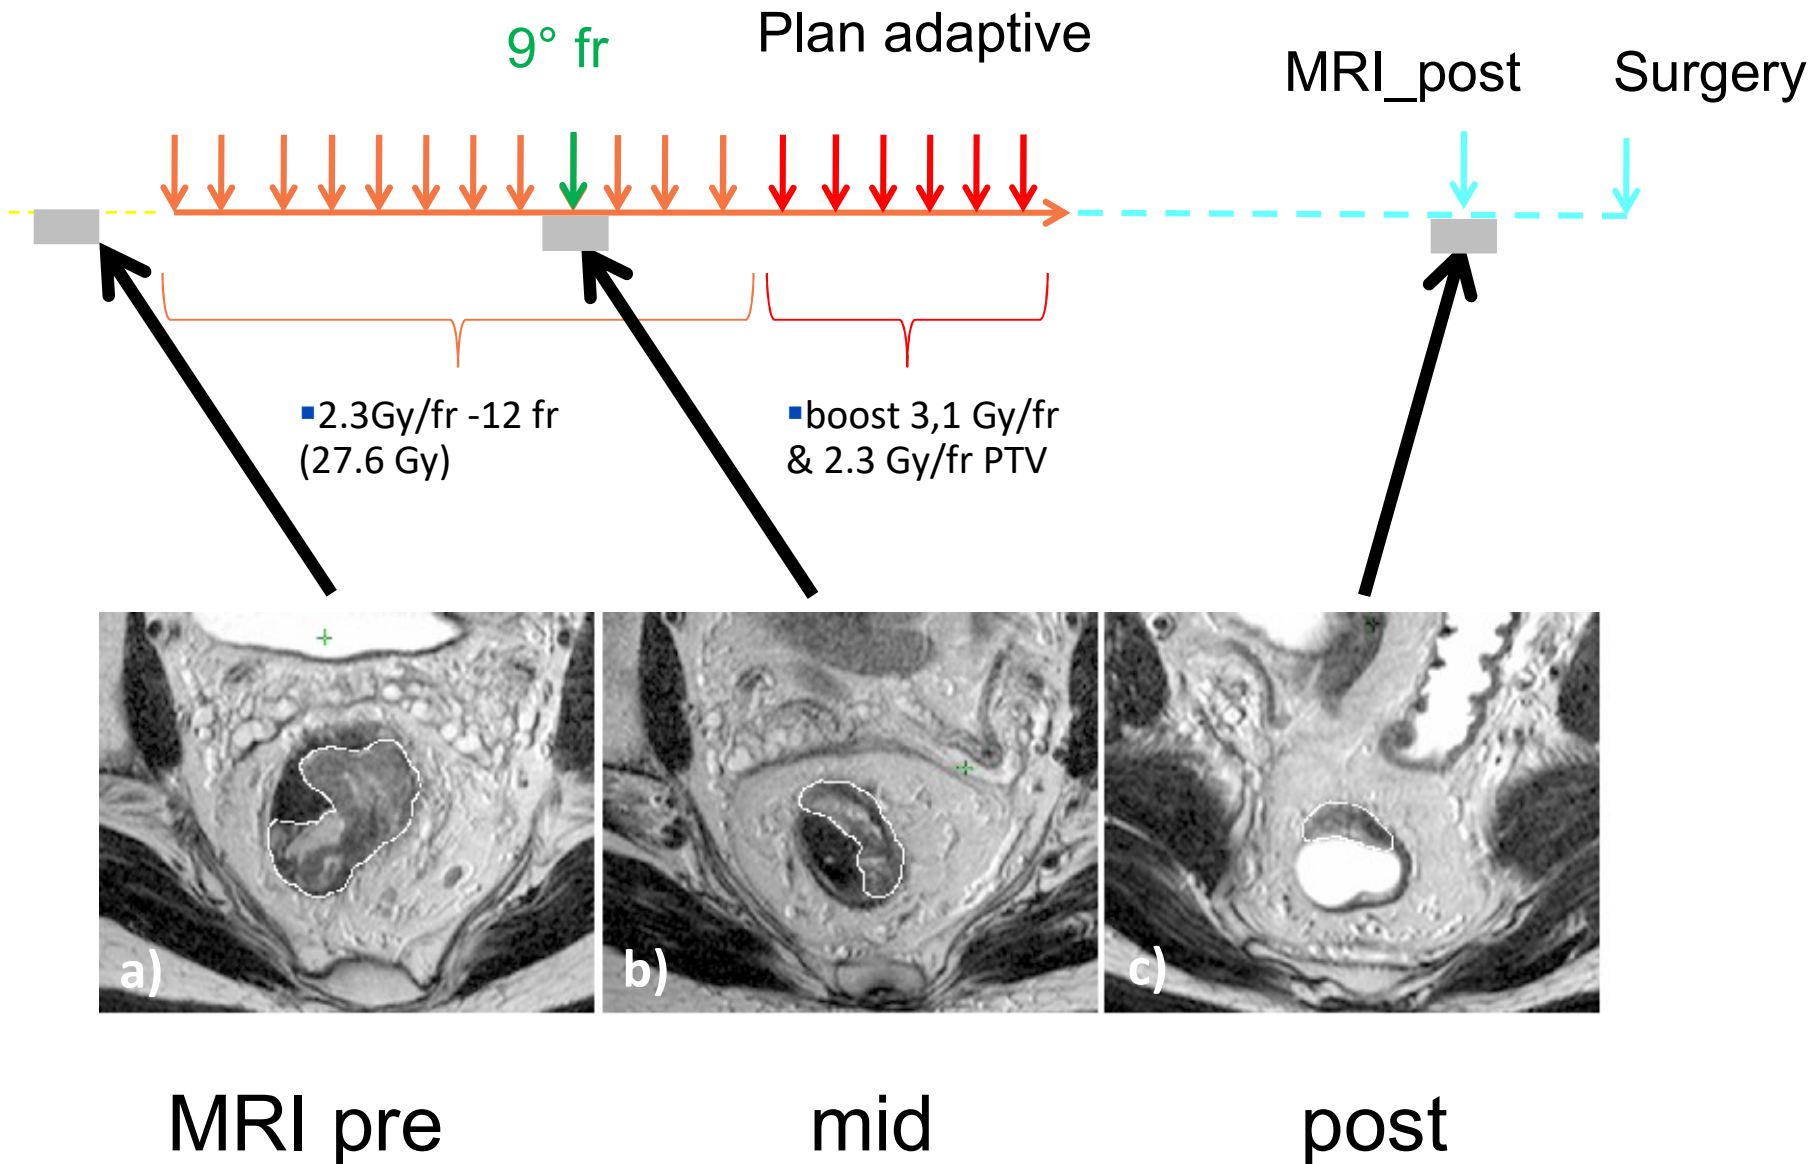 9° fr
Plan adaptive
MRI_post
Surgery
▪2.3Gy/fr -12 fr
(27.6 Gy)
▪boost 3,1 Gy/fr
& 2.3 Gy/fr PTV
a)
b)
c)
MRI pre
mid
post